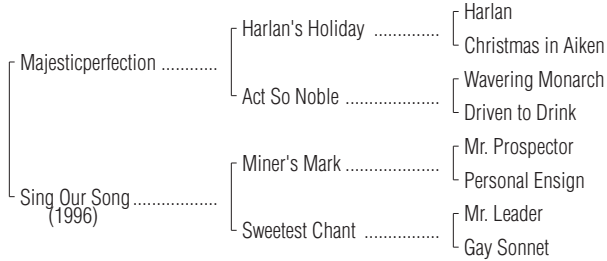 Harlan
Harlan's Holiday ..............
Christmas in Aiken
Majesticperfection ............
Wavering Monarch
Act So Noble ....................
Driven to Drink
Mr. Prospector
Miner's Mark ....................
Personal Ensign
Sing Our Song ..................
(1996)
Mr. Leader
Sweetest Chant ................
Gay Sonnet